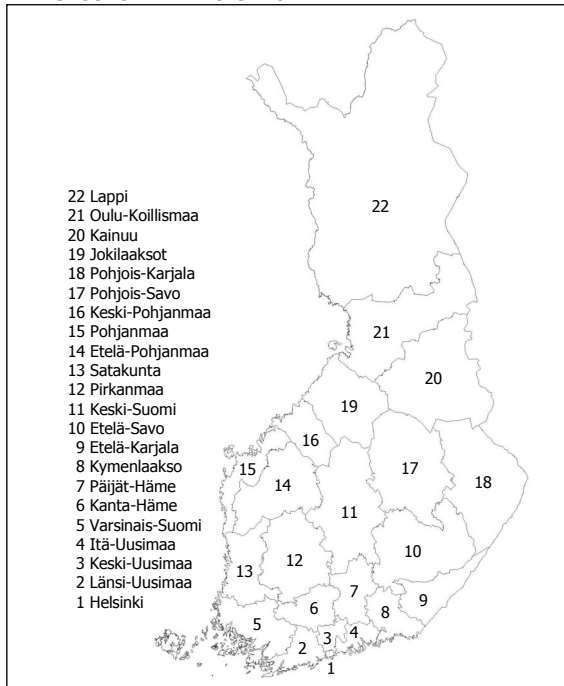 22 Lappi
21 Oulu-Koillismaa
20 Kainuu
19 Jokilaaksot
18 Pohjois-Karjala
17 Pohjois-Savo
16 Keski-Pohjanmaa
15 Pohjanmaa
14 Etelä-Pohjanmaa
13 Satakunta
12 Pirkanmaa
11 Keski-Suomi
10 Etelä-Savo
9 Etelä-Karjala
8 Kymenlaakso
7 Päijät-Häme
6 Kanta-Häme
5 Varsinais-Suomi
4 Itä-Uusimaa
3 Keski-Uusimaa
2 Länsi-Uusimaa
1 Helsinki
22
21
20
19
16
15
17
14
18
11
10
12
13
7
9
6
8
5
4
3
2
1